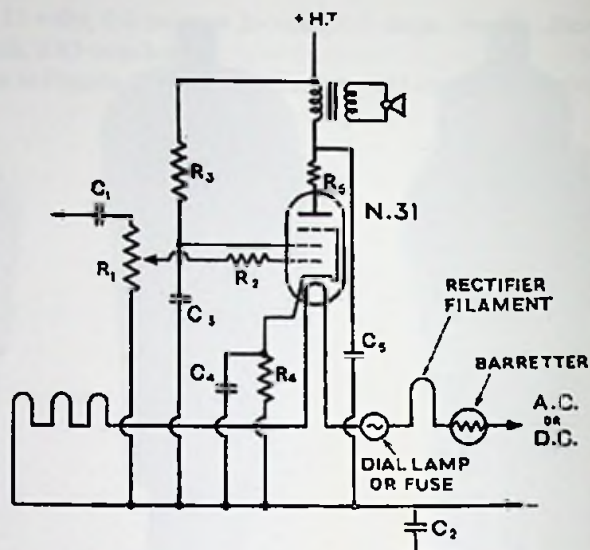 + H.T
R3
R5
N.31
C1
R1
R2
C3
C5
RECTIFIER
FILAMENT
BARRETTER
C4
R4
A.C.
OR
D.C.
DIAL LAMP
OR FUSE
C2